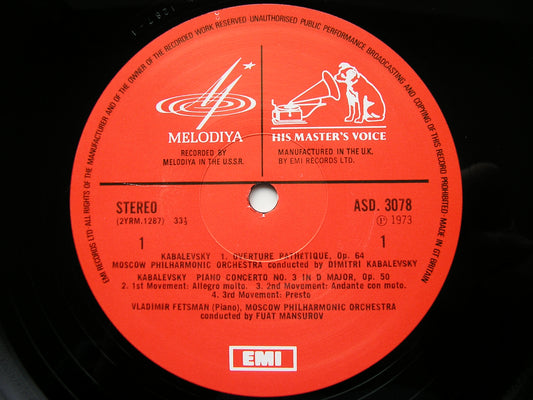 EMI RECORDS LTD ALL RIGHTS OF THE MANUFACTURER AND OF THE OWNER OF THE RECORDED WORK RESERVED UNAUTHORISED PUBLIC PERFORMANCE BROADCASTING AND COPYING OF THIS RECORD PROHIBITED. MADE IN GT BRITAIN
MELODIYA
HIS MASTER'S VOICE
RECORDED BY
MELODIYA IN THE U.S.S.R.
MANUFACTURED IN THE U.K.
BY EMI RECORDS LTD.
STEREO
ASD. 3078
(2YRM.1287) 33⅓
Ⓟ 1973
1
1
KABALEVSKY 1. OVERTURE PATHÉTIQUE, Op. 64
MOSCOW PHILHARMONIC ORCHESTRA conducted by DIMITRI KABALEVSKY
KABALEVSKY PIANO CONCERTO NO. 3 IN D MAJOR, Op. 50
2. 1st Movement: Allegro molto. 3. 2nd Movement: Andante con moto.
4. 3rd Movement: Presto
VLADIMIR FETSMAN (Piano), MOSCOW PHILHARMONIC ORCHESTRA
conducted by FUAT MANSUROV
EMI